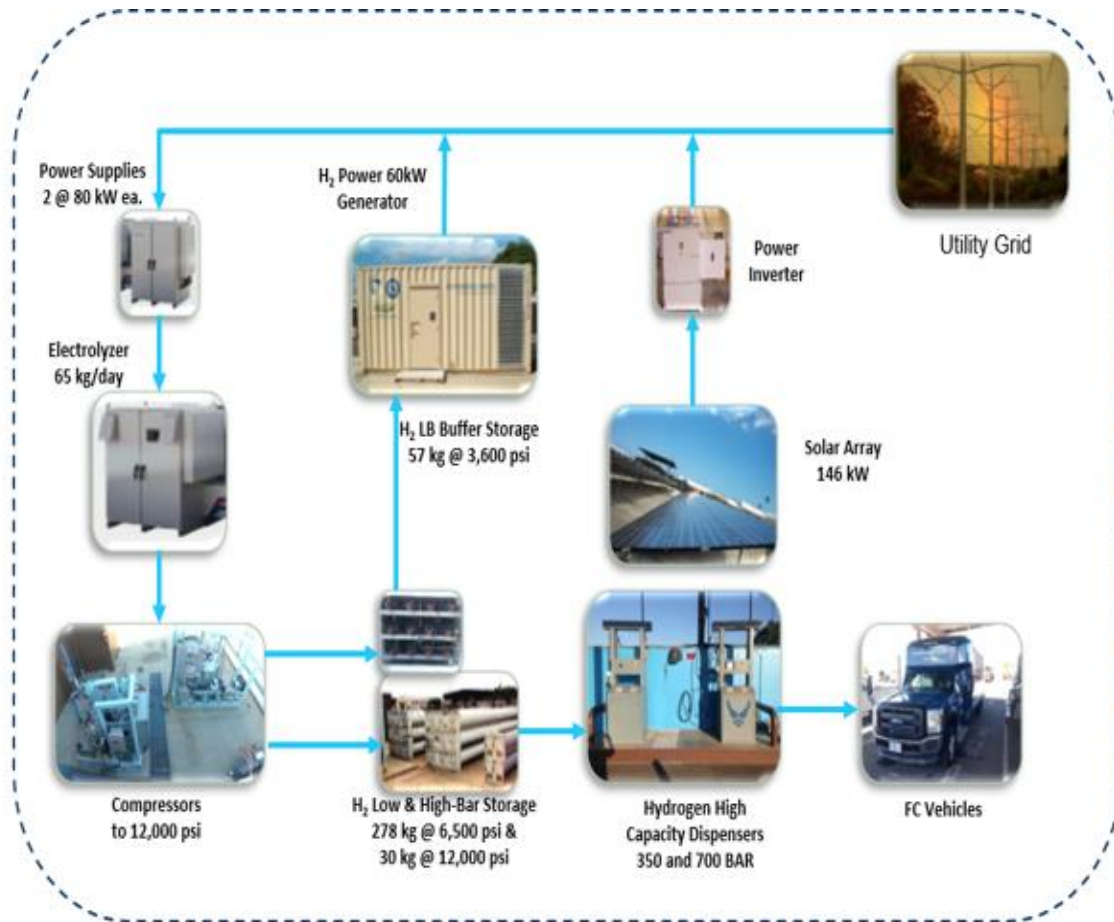 Power Supplies
2 @ 80 kW ea.
H₂ Power 60kW
Generator
Power
Inverter
Utility Grid
Electrolyzer
65 kg/day
H₂ LB Buffer Storage
57 kg @ 3,600 psi
Solar Array
146 kW
Compressors
to 12,000 psi
H₂ Low & High-Bar Storage
278 kg @ 6,500 psi &
30 kg @ 12,000 psi
Hydrogen High
Capacity Dispensers
350 and 700 BAR
FC Vehicles